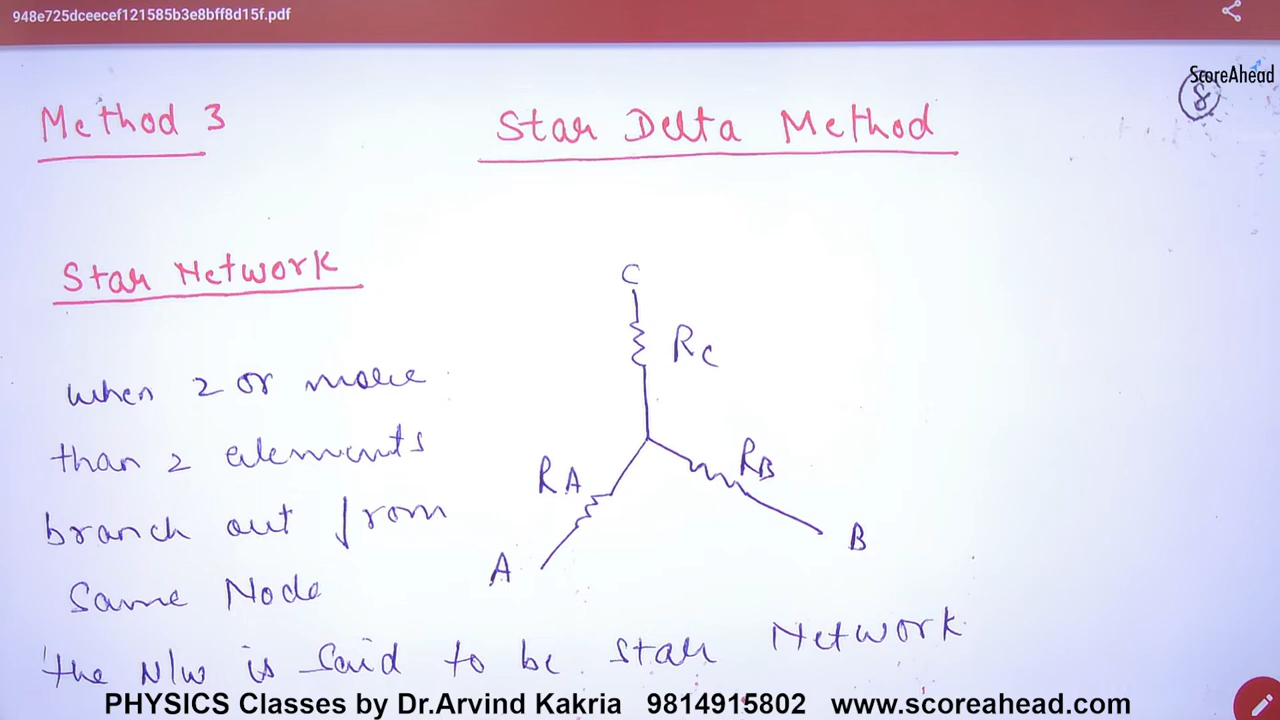 948e725dceecef121585b3e8bff8d15f.pdf
ScoreAhead
8
Method 3
Star Delta Method
Star Network
C
RC
when 2 or more
than 2 elements
branch out from
Same Node
RA
RB
A
B
the N/w is said to be star Network
PHYSICS Classes by Dr.Arvind Kakria 9814915802 www.scoreahead.com